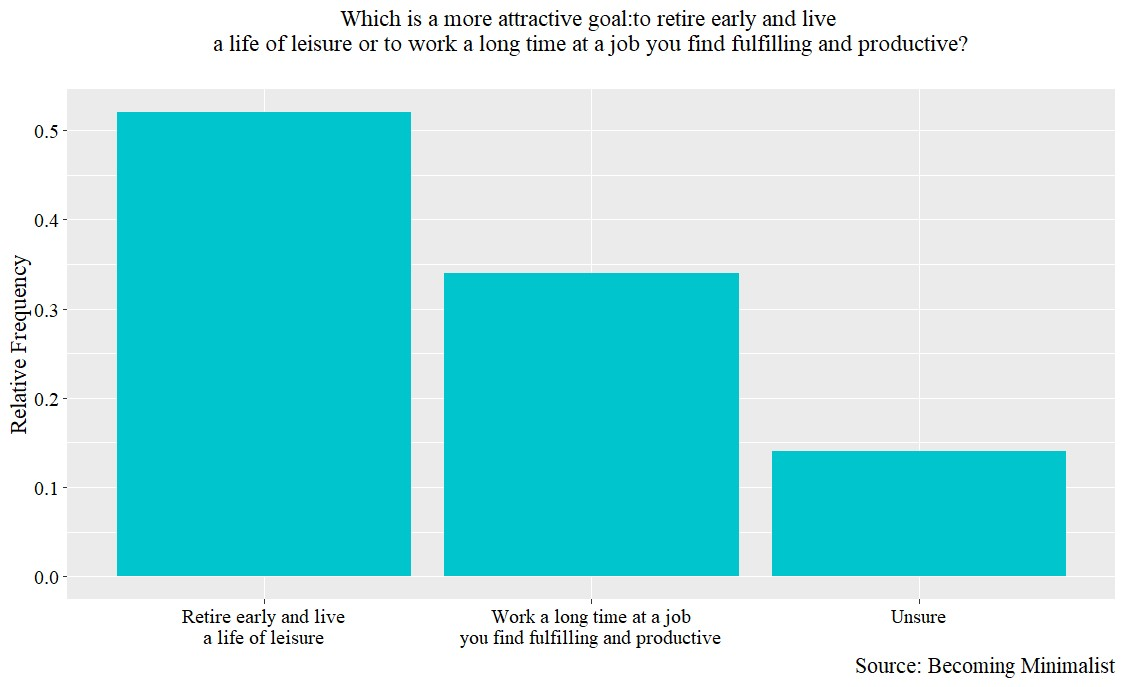 Which is a more attractive goal:to retire early and live
a life of leisure or to work a long time at a job you find fulfilling and productive?
Relative Frequency
0.5
0.4
0.3
0.2
0.1
0.0
Retire early and live
a life of leisure
Work a long time at a job
you find fulfilling and productive
Unsure
Source: Becoming Minimalist